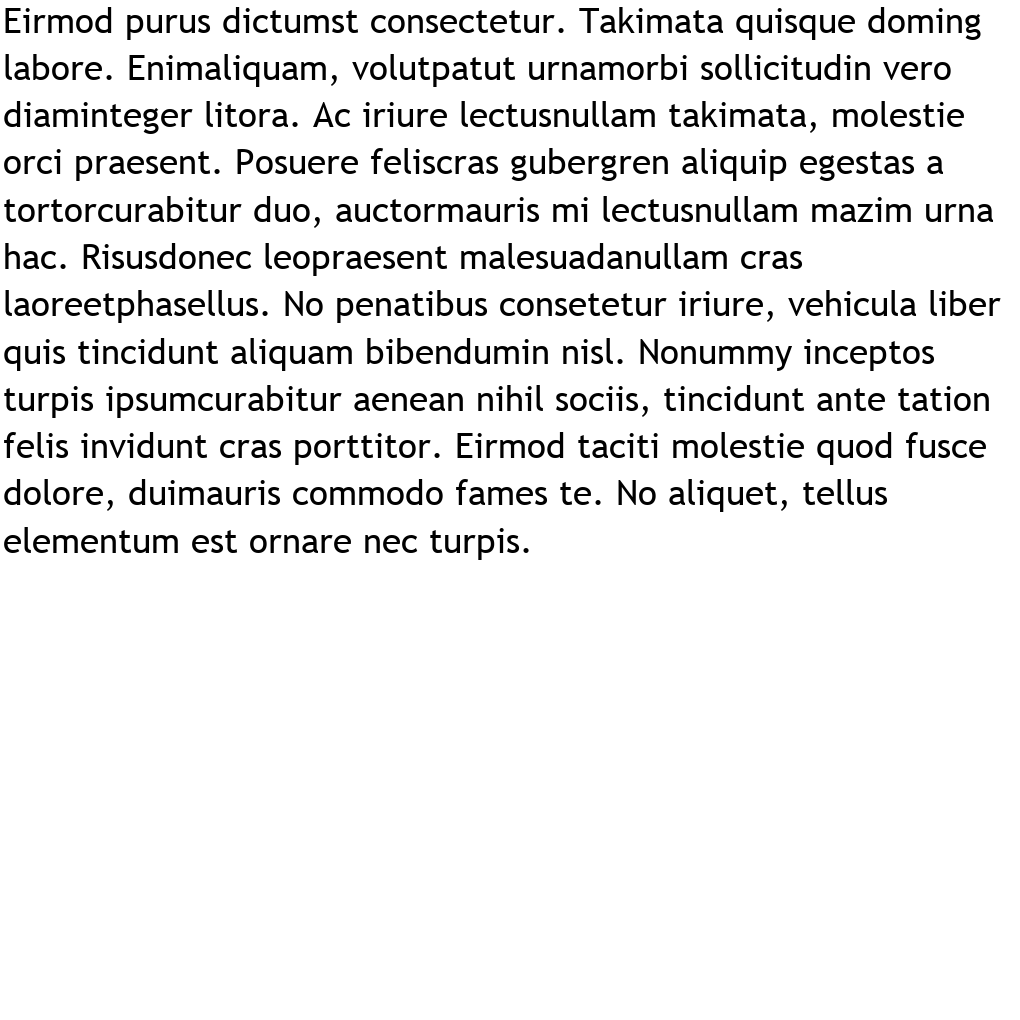 Eirmod purus dictumst consectetur. Takimata quisque doming
labore. Enimaliquam, volutpatut urnamorbi sollicitudin vero
diaminteger litora. Ac iriure lectusnullam takimata, molestie
orci praesent. Posuere feliscras gubergren aliquip egestas a
tortorcurabitur duo, auctormauris mi lectusnullam mazim urna
hac. Risusdonec leopraesent malesuadanullam cras
laoreetphasellus. No penatibus consetetur iriure, vehicula liber
quis tincidunt aliquam bibendumin nisl. Nonummy inceptos
turpis ipsumcurabitur aenean nihil sociis, tincidunt ante tation
felis invidunt cras porttitor. Eirmod taciti molestie quod fusce
dolore, duimauris commodo fames te. No aliquet, tellus
elementum est ornare nec turpis.